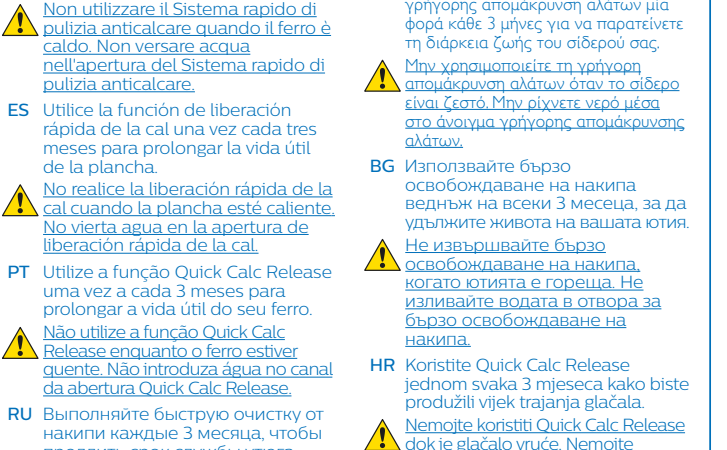 Non utilizzare il Sistema rapido di
pulizia anticalcare quando il ferro è
caldo. Non versare acqua
nell'apertura del Sistema rapido di
pulizia anticalcare.
ES Utilice la función de liberación
rápida de la cal una vez cada tres
meses para prolongar la vida útil
de la plancha.
No realice la liberación rápida de la
cal cuando la plancha esté caliente.
No vierta agua en la apertura de
liberación rápida de la cal.
PT Utilize a função Quick Calc Release
uma vez a cada 3 meses para
prolongar a vida útil do seu ferro.
Não utilize a função Quick Calc
Release enquanto o ferro estiver
quente. Não introduza água no canal
da abertura Quick Calc Release.
RU Выполняйте быструю очистку от
накипи каждые 3 месяца, чтобы
продлить срок службы утюга
γρήγορης απομάκρυνση αλάτων μία
φορά κάθε 3 μήνες για να παρατείνετε
τη διάρκεια ζωής του σίδερού σας.
Μην χρησιμοποιείτε τη γρήγορη
απομάκρυνση αλάτων όταν το σίδερο
είναι ζεστό. Μην ρίχνετε νερό μέσα
στο άνοιγμα γρήγορης απομάκρυνσης
αλάτων.
BG Използвайте бързо
освобождаване на накипа
веднъж на всеки 3 месеца, за да
удължите живота на вашата ютия.
Не извършвайте бързо
освобождаване на накипа,
когато ютията е гореща. Не
изливайте водата в отвора за
бързо освобождаване на
накипа.
HR Koristite Quick Calc Release
jednom svaka 3 mjeseca kako biste
produžili vijek trajanja glačala.
Nemojte koristiti Quick Calc Release
dok je glačalo vruće. Nemojte